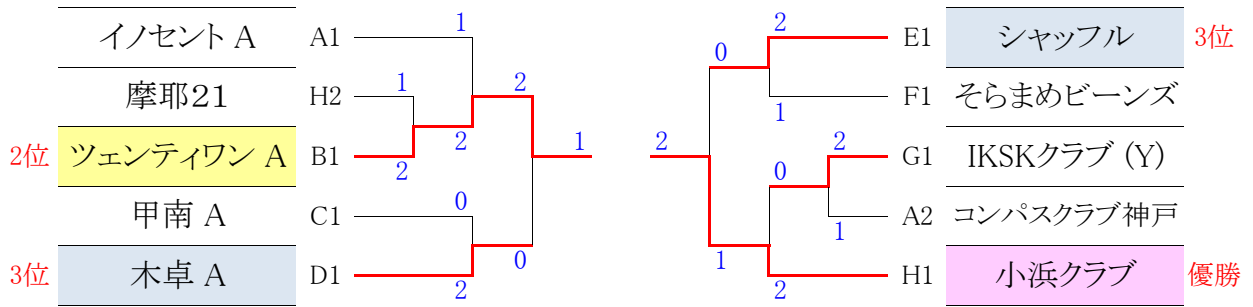 1 2
イノセント A A1 E1 シャッフル 3位
0
1 2
摩耶21 H2 F1 そらまめビーンズ
2 1
1 2 2
2位 ツェンティワン A B1 G1 IKSKクラブ (Y)
2 0
0
甲南 A C1 A2 コンパスクラブ神戸
1
0 1
3位 木卓 A D1 H1 小浜クラブ 優勝
2 2